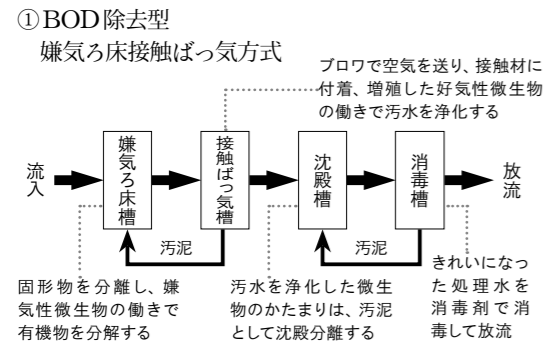 ①BOD除去型
嫌気ろ床接触ばっ気方式
ブロワで空気を送り、接触材に
付着、増殖した好気性微生物
の働きで汚水を浄化する
流入
嫌気ろ床槽
接触ばっ気槽
沈殿槽
消毒槽
放流
汚泥
汚泥
固形物を分離し、嫌
気性微生物の働きで
有機物を分解する
汚水を浄化した微生
物のかたまりは、汚泥
として沈殿分離する
きれいになっ
た処理水を
消毒剤で消
毒して放流